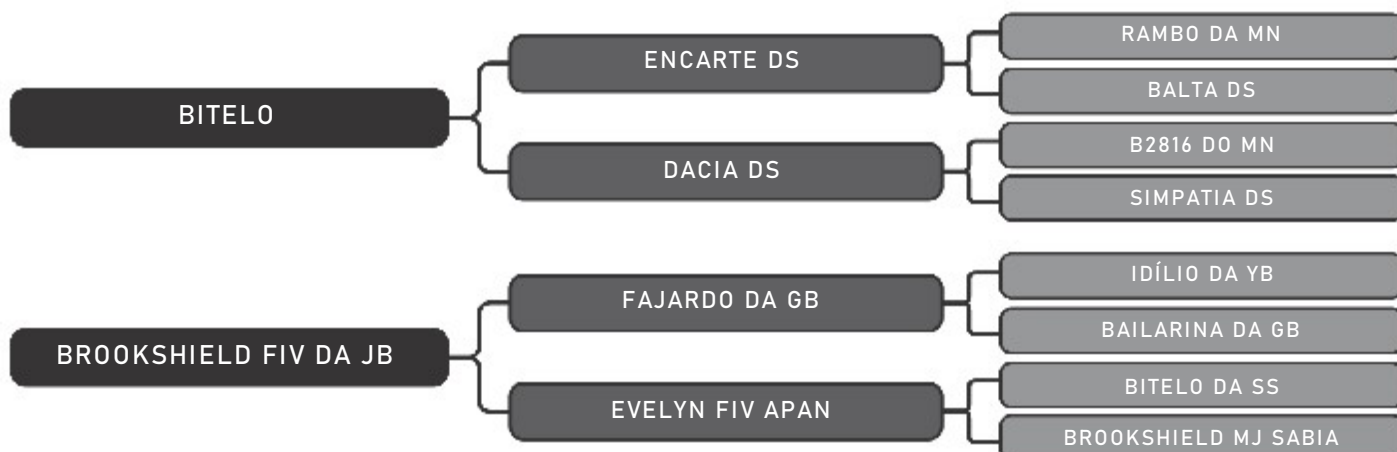 BITELO
ENCARTE DS
DACIA DS
RAMBO DA MN
BALTA DS
B2816 DO MN
SIMPATIA DS
BROOKSHIELD FIV DA JB
FAJARDO DA GB
EVELYN FIV APAN
IDÍLIO DA YB
BAILARINA DA GB
BITELO DA SS
BROOKSHIELD MJ SABIA